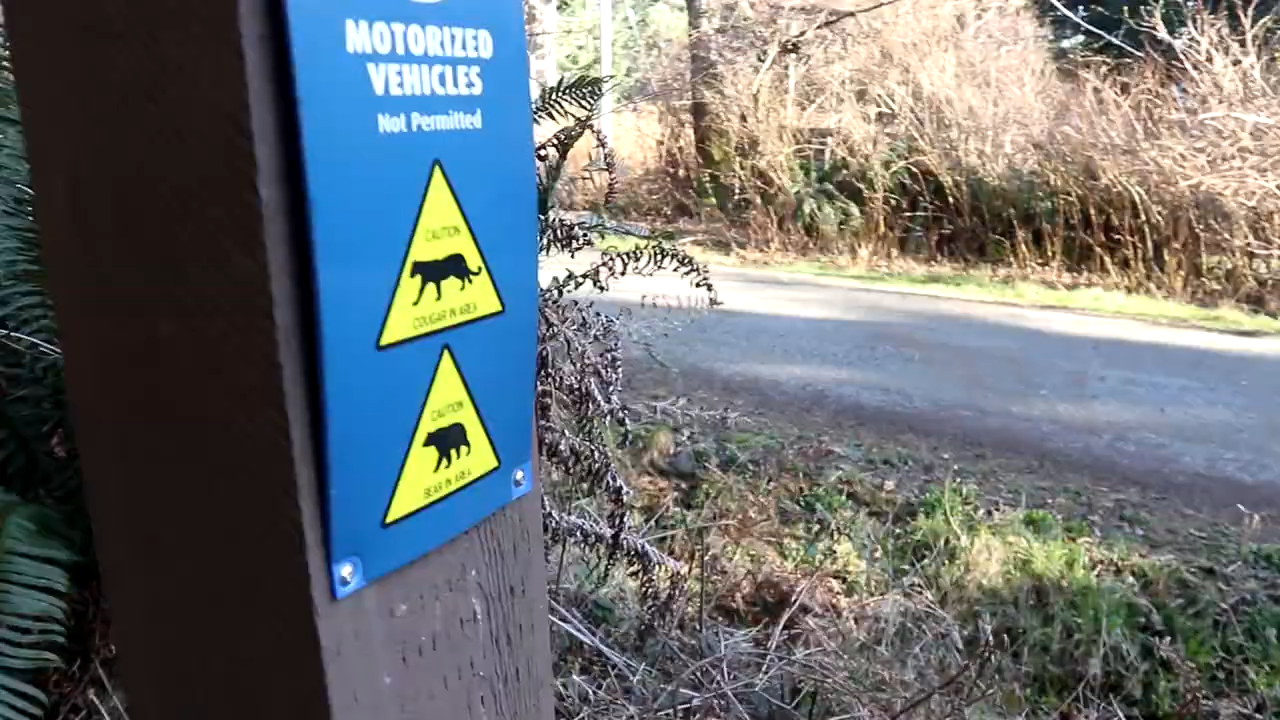 MOTORIZED
VEHICLES
Not Permitted
CAUTION
COUGAR IN AREA
CAUTION
BEAR IN AREA